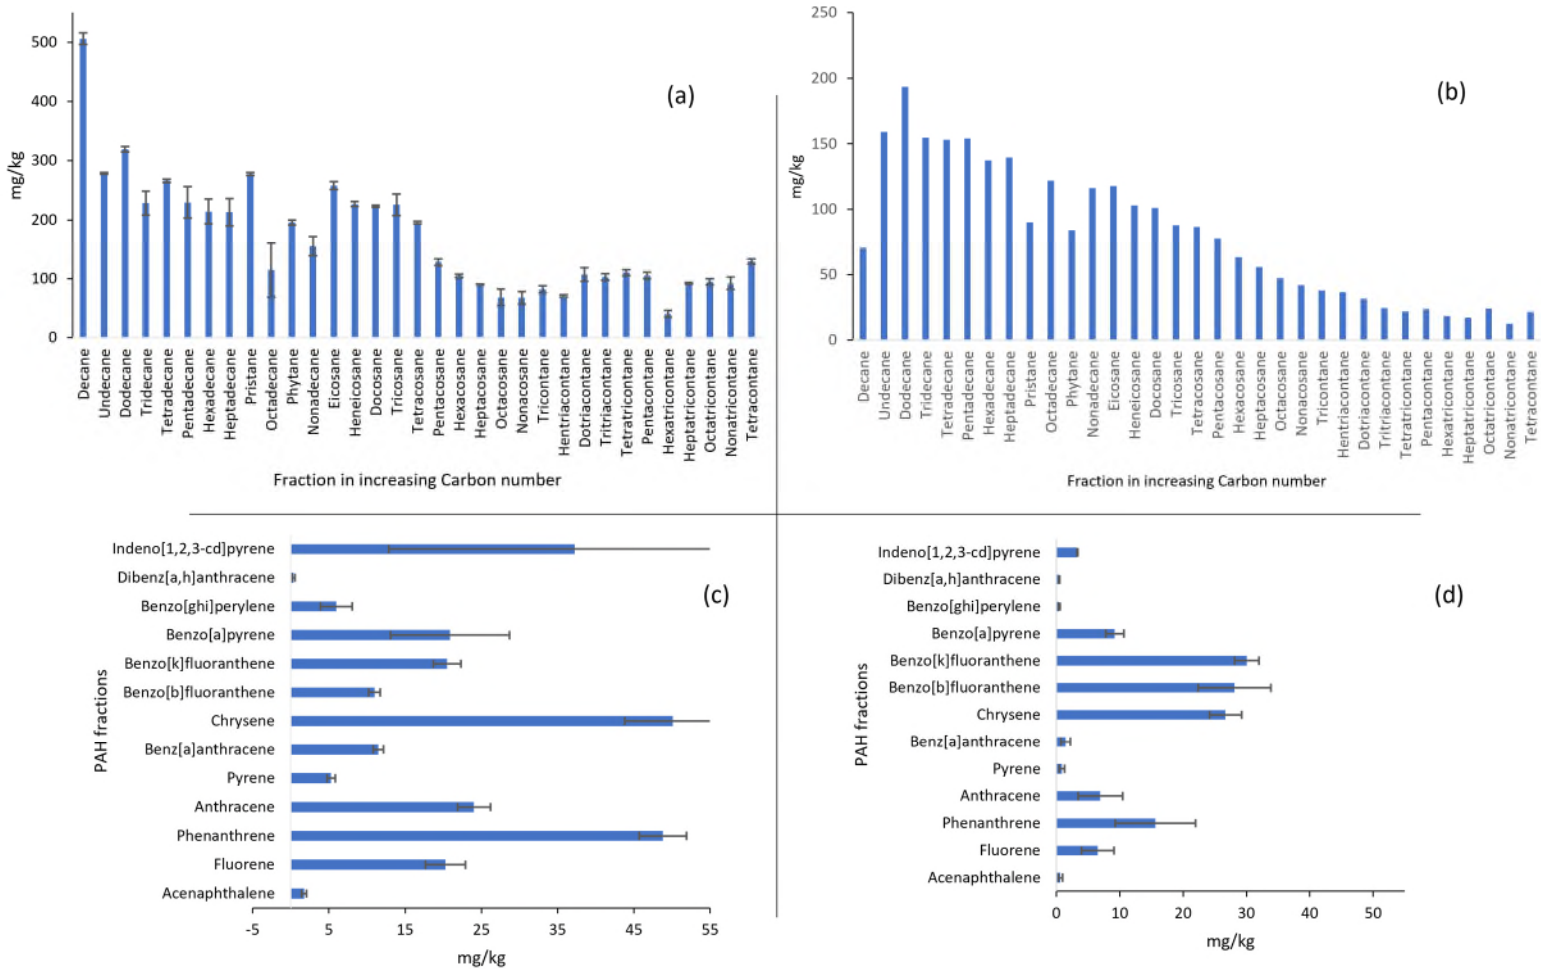 (a)
mg/kg
500
400
300
200
100
0
Decane
Undecane
Dodecane
Tridecane
Tetradecane
Pentadecane
Hexadecane
Heptadecane
Pristane
Octadecane
Phytane
Nonadecane
Eicosane
Heneicosane
Docosane
Tricosane
Tetracosane
Pentacosane
Hexacosane
Heptacosane
Octacosane
Nonacosane
Tricontane
Hentriacontane
Dotriacontane
Tritriacontane
Tetratricontane
Pentacontane
Hexatricontane
Heptatricontane
Octatricontane
Nonatricontane
Tetracontane
Fraction in increasing Carbon number
(b)
mg/kg
250
200
150
100
50
0
Decane
Undecane
Dodecane
Tridecane
Tetradecane
Pentadecane
Hexadecane
Heptadecane
Pristane
Octadecane
Phytane
Nonadecane
Eicosane
Heneicosane
Docosane
Tricosane
Tetracosane
Pentacosane
Hexacosane
Heptacosane
Octacosane
Nonacosane
Tricontane
Hentriacontane
Dotriacontane
Tritriacontane
Tetratricontane
Pentacontane
Hexatricontane
Heptatricontane
Octatricontane
Nonatricontane
Tetracontane
Fraction in increasing Carbon number
(c)
PAH fractions
Indeno[1,2,3-cd]pyrene
Dibenz[a,h]anthracene
Benzo[ghi]perylene
Benzo[a]pyrene
Benzo[k]fluoranthene
Benzo[b]fluoranthene
Chrysene
Benz[a]anthracene
Pyrene
Anthracene
Phenanthrene
Fluorene
Acenaphthalene
-5 5 15 25 35 45 55
mg/kg
(d)
PAH fractions
Indeno[1,2,3-cd]pyrene
Dibenz[a,h]anthracene
Benzo[ghi]perylene
Benzo[a]pyrene
Benzo[k]fluoranthene
Benzo[b]fluoranthene
Chrysene
Benz[a]anthracene
Pyrene
Anthracene
Phenanthrene
Fluorene
Acenaphthalene
0 10 20 30 40 50
mg/kg